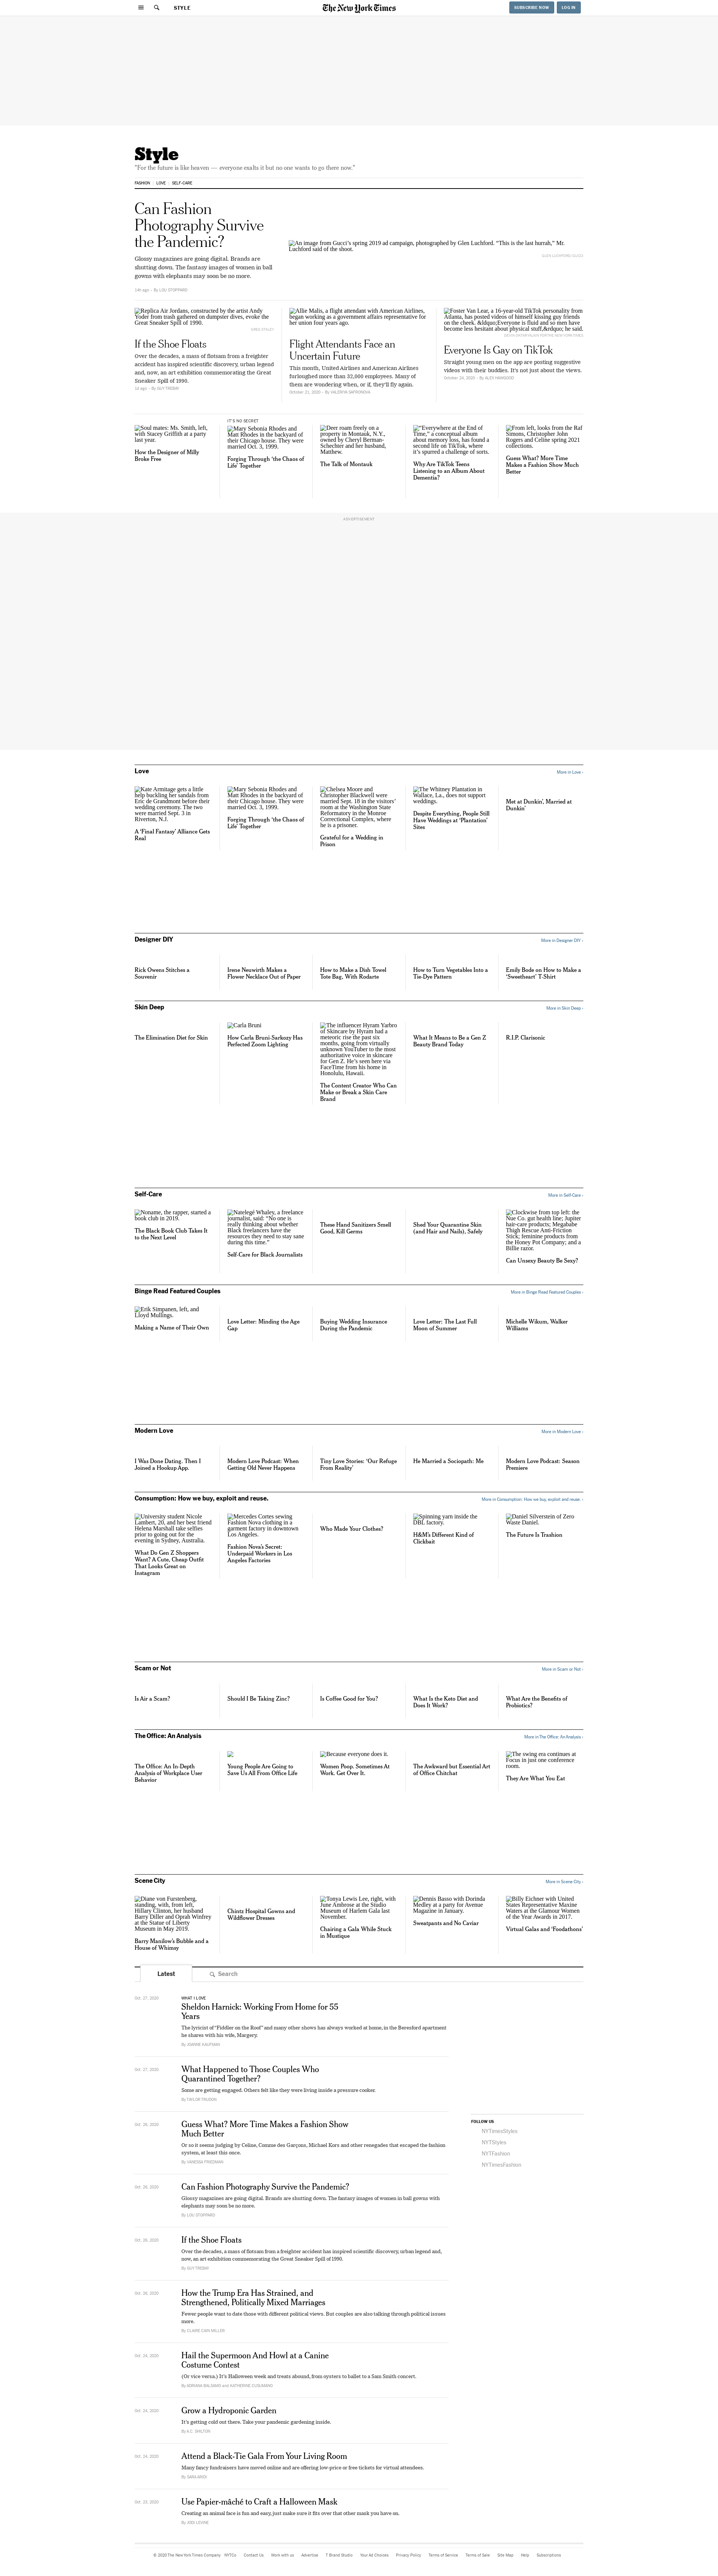 STYLE
The New York Times
SUBSCRIBE NOW
LOG IN
Style
"For the future is like heaven — everyone exalts it but no one wants to go there now."
FASHION
LOVE
SELF-CARE
Can Fashion
Photography Survive
the Pandemic?
Glossy magazines are going digital. Brands are
shutting down. The fantasy images of women in ball
gowns with elephants may soon be no more.
14h ago - By LOU STOPPARD
An image from Gucci's spring 2019 ad campaign, photographed by Glen Luchford. "This is the last hurrah," Mr.
Luchford said of the shoot.
Replica Air Jordans, constructed by the artist Andy
Yoder from trash gathered on dumpster dives, evoke the
Great Sneaker Spill of 1990.
If the Shoe Floats
Over the decades, a mass of flotsam from a freighter
accident has inspired scientific discovery, urban legend
and, now, an art exhibition commemorating the Great
Sneaker Spill of 1990.
1d ago - By GUY TREBAY
Allie Malis, a flight attendant with American Airlines,
began working as a government affairs representative for
her union four years ago.
Flight Attendants Face an
Uncertain Future
This month, United Airlines and American Airlines
furloughed more than 32,000 employees. Many of
them are wondering when, or if, they'll fly again.
October 21, 2020 - By VALERIYA SAFRONOVA
Foster Van Lear, a 16-year-old TikTok personality from
Atlanta, has posted videos of himself kissing guy friends
on the cheek. &ldquo;Everyone is fluid and so men have
become less hesitant about physical stuff,&rdquo; he said.
Everyone Is Gay on TikTok
Straight young men on the app are posting suggestive
videos with their buddies. It's not just about the views.
October 24, 2020 - By ALEX HAWGOOD
Soul mates: Ms. Smith, left,
with Stacey Griffith at a party
last year.
How the Designer of Milly
Broke Free
IT'S NO SECRET
Mary Sebonia Rhodes and
Matt Rhodes in the backyard of
their Chicago house. They were
married Oct. 3, 1999.
Forging Through 'the Chaos of
Life' Together
Deer roam freely on a
property in Montauk, N.Y.,
owned by Cheryl Berman-
Schechter and her husband,
Matthew.
The Talk of Montauk
"Everywhere at the End of
Time," a conceptual album
about memory loss, has found a
second life on TikTok, where
it's spurred a challenge of sorts.
Why Are TikTok Teens
Listening to an Album About
Dementia?
From left, looks from the Raf
Simons, Christopher John
Rogers and Celine spring 2021
collections.
Guess What? More Time
Makes a Fashion Show Much
Better
ADVERTISEMENT
Love
More in Love ›
Kate Armitage gets a little
help buckling her sandals from
Eric de Grandmont before their
wedding ceremony. The two
were married Sept. 3 in
Riverton, N.J.
A 'Final Fantasy' Alliance Gets
Real
Mary Sebonia Rhodes and
Matt Rhodes in the backyard of
their Chicago house. They were
married Oct. 3, 1999.
Forging Through 'the Chaos of
Life' Together
Chelsea Moore and
Christopher Blackwell were
married Sept. 18 in the visitors'
room at the Washington State
Reformatory in the Monroe
Correctional Complex, where
he is a prisoner.
Grateful for a Wedding in
Prison
The Whitney Plantation in
Wallace, La., does not support
weddings.
Despite Everything, People Still
Have Weddings at 'Plantation'
Sites
Met at Dunkin', Married at
Dunkin'
Designer DIY
More in Designer DIY ›
Rick Owens Stitches a
Souvenir
Irene Neuwirth Makes a
Flower Necklace Out of Paper
How to Make a Dish Towel
Tote Bag, With Rodarte
How to Turn Vegetables Into a
Tie-Dye Pattern
Emily Bode on How to Make a
'Sweetheart' T-Shirt
Skin Deep
More in Skin Deep ›
The Elimination Diet for Skin
Carla Bruni
How Carla Bruni-Sarkozy Has
Perfected Zoom Lighting
The influencer Hyram Yarbro
of Skincare by Hyram had a
meteoric rise the past six
months, going from virtually
unknown YouTuber to the most
authoritative voice in skincare
for Gen Z. He's seen here via
FaceTime from his home in
Honolulu, Hawaii.
The Content Creator Who Can
Make or Break a Skin Care
Brand
What It Means to Be a Gen Z
Beauty Brand Today
R.I.P. Clarisonic
Self-Care
More in Self-Care ›
Noname, the rapper, started a
book club in 2019.
The Black Book Club Takes It
to the Next Level
Natelegé Whaley, a freelance
journalist, said: "No one is
really thinking about whether
Black freelancers have the
resources they need to stay sane
during this time."
Self-Care for Black Journalists
These Hand Sanitizers Smell
Good, Kill Germs
Shed Your Quarantine Skin
(and Hair and Nails), Safely
Clockwise from top left: the
Nue Co. gut health line; Jupiter
hair-care products; Megababe
Thigh Rescue Anti-Friction
Stick; feminine products from
the Honey Pot Company; and a
Billie razor.
Can Unsexy Beauty Be Sexy?
Binge Read Featured Couples
More in Binge Read Featured Couples ›
Erik Simpanen, left, and
Lloyd Mullings.
Making a Name of Their Own
Love Letter: Minding the Age
Gap
Buying Wedding Insurance
During the Pandemic
Love Letter: The Last Full
Moon of Summer
Michelle Wikum, Walker
Williams
Modern Love
More in Modern Love ›
I Was Done Dating. Then I
Joined a Hookup App.
Modern Love Podcast: When
Getting Old Never Happens
Tiny Love Stories: 'Our Refuge
From Reality'
He Married a Sociopath: Me
Modern Love Podcast: Season
Premiere
Consumption: How we buy, exploit and reuse.
More in Consumption: How we buy, exploit and reuse. ›
University student Nicole
Lambert, 20, and her best friend
Helena Marshall take selfies
prior to going out for the
evening in Sydney, Australia.
What Do Gen Z Shoppers
Want? A Cute, Cheap Outfit
That Looks Great on
Instagram
Mercedes Cortes sewing
Fashion Nova clothing in a
garment factory in downtown
Los Angeles.
Fashion Nova's Secret:
Underpaid Workers in Los
Angeles Factories
Who Made Your Clothes?
Spinning yarn inside the
DBL factory.
H&M's Different Kind of
Clickbait
Daniel Silverstein of Zero
Waste Daniel.
The Future Is Trashion
Scam or Not
More in Scam or Not ›
Is Air a Scam?
Should I Be Taking Zinc?
Is Coffee Good for You?
What Is the Keto Diet and
Does It Work?
What Are the Benefits of
Probiotics?
The Office: An Analysis
More in The Office: An Analysis ›
The Office: An In-Depth
Analysis of Workplace User
Behavior
Young People Are Going to
Save Us All From Office Life
Because everyone does it.
Women Poop. Sometimes At
Work. Get Over It.
The Awkward but Essential Art
of Office Chitchat
The swing era continues at
Focus in just one conference
room.
They Are What You Eat
Scene City
More in Scene City ›
Diane von Furstenberg,
standing, with, from left,
Hillary Clinton, her husband
Barry Diller and Oprah Winfrey
at the Statue of Liberty
Museum in May 2019.
Barry Manilow's Bubble and a
House of Whimsy
Chintz Hospital Gowns and
Wildflower Dresses
Tonya Lewis Lee, right, with
June Ambrose at the Studio
Museum of Harlem Gala last
November.
Chairing a Gala While Stuck
in Mustique
Dennis Basso with Dorinda
Medley at a party for Avenue
Magazine in January.
Sweatpants and No Caviar
Billy Eichner with United
States Representative Maxine
Waters at the Glamour Women
of the Year Awards in 2017.
Virtual Galas and 'Foodathons'
Latest
Search
Oct. 27, 2020
WHAT I LOVE
Sheldon Harnick: Working From Home for 55
Years
The lyricist of "Fiddler on the Roof" and many other shows has always worked at home, in the Beresford apartment
he shares with his wife, Margery.
By JOANNE KAUFMAN
Oct. 27, 2020
What Happened to Those Couples Who
Quarantined Together?
Some are getting engaged. Others felt like they were living inside a pressure cooker.
By TAYLOR TRUDON
Oct. 26, 2020
Guess What? More Time Makes a Fashion Show
Much Better
Or so it seems judging by Celine, Comme des Garçons, Michael Kors and other renegades that escaped the fashion
system, at least this once.
By VANESSA FRIEDMAN
Oct. 26, 2020
Can Fashion Photography Survive the Pandemic?
Glossy magazines are going digital. Brands are shutting down. The fantasy images of women in ball gowns with
elephants may soon be no more.
By LOU STOPPARD
Oct. 26, 2020
If the Shoe Floats
Over the decades, a mass of flotsam from a freighter accident has inspired scientific discovery, urban legend and,
now, an art exhibition commemorating the Great Sneaker Spill of 1990.
By GUY TREBAY
Oct. 26, 2020
How the Trump Era Has Strained, and
Strengthened, Politically Mixed Marriages
Fewer people want to date those with different political views. But couples are also talking through political issues
more.
By CLAIRE CAIN MILLER
Oct. 24, 2020
Hail the Supermoon And Howl at a Canine
Costume Contest
(Or vice versa.) It's Halloween week and treats abound, from oysters to ballet to a Sam Smith concert.
By ADRIANA BALSAMO and KATHERINE CUSUMANO
Oct. 24, 2020
Grow a Hydroponic Garden
It's getting cold out there. Take your pandemic gardening inside.
By A.C. SHILTON
Oct. 24, 2020
Attend a Black-Tie Gala From Your Living Room
Many fancy fundraisers have moved online and are offering low-price or free tickets for virtual attendees.
By SARA ARIDI
Oct. 23, 2020
Use Papier-mâché to Craft a Halloween Mask
Creating an animal face is fun and easy, just make sure it fits over that other mask you have on.
By JODI LEVINE
FOLLOW US
NYTimesStyles
NYTStyles
NYTFashion
NYTimesFashion
© 2020 The New York Times Company
NYTCo
Contact Us
Work with us
Advertise
T Brand Studio
Your Ad Choices
Privacy Policy
Terms of Service
Terms of Sale
Site Map
Help
Subscriptions